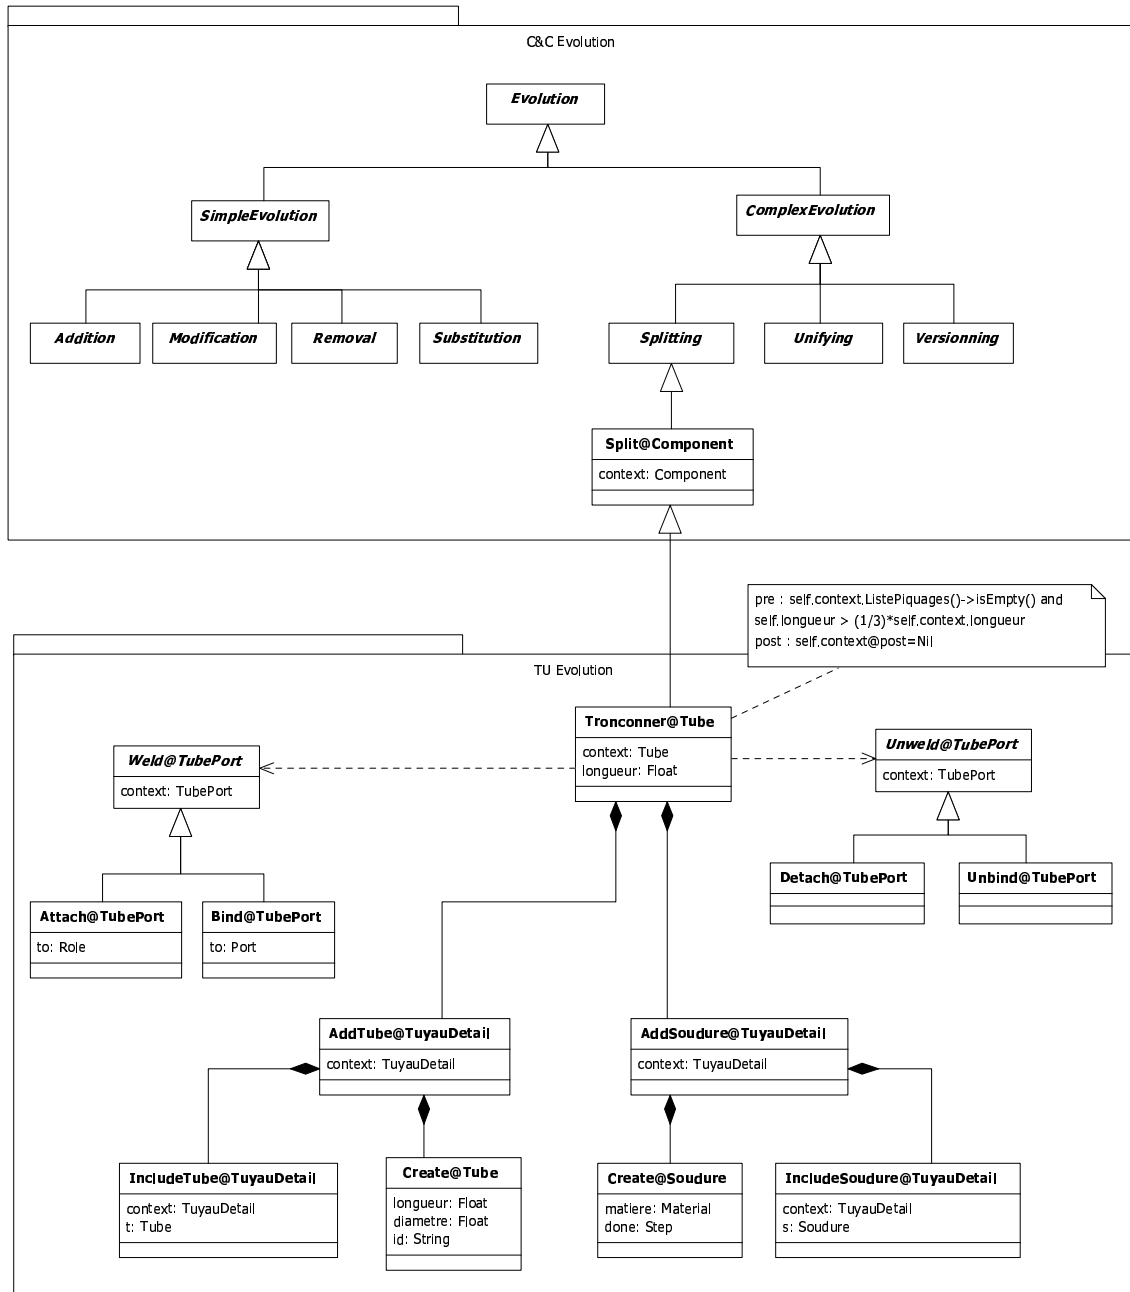 C&C Evolution
Evolution
SimpleEvolution
ComplexEvolution
Addition
Modification
Removal
Substitution
Splitting
Unifying
Versionning
Split@Component
context: Component
pre : self.context.ListePiquages()->isEmpty() and
self.longueur > (1/3)*self.context.longueur
post : self.context@post=Nil
TU Evolution
Tronconner@Tube
context: Tube
longueur: Float
Weld@TubePort
context: TubePort
Unweld@TubePort
context: TubePort
Attach@TubePort
to: Role
Bind@TubePort
to: Port
Detach@TubePort
Unbind@TubePort
AddTube@TuyauDetail
context: TuyauDetail
AddSoudure@TuyauDetail
context: TuyauDetail
IncludeTube@TuyauDetail
context: TuyauDetail
t: Tube
Create@Tube
longueur: Float
diametre: Float
id: String
Create@Soudure
matiere: Material
done: Step
IncludeSoudure@TuyauDetail
context: TuyauDetail
s: Soudure